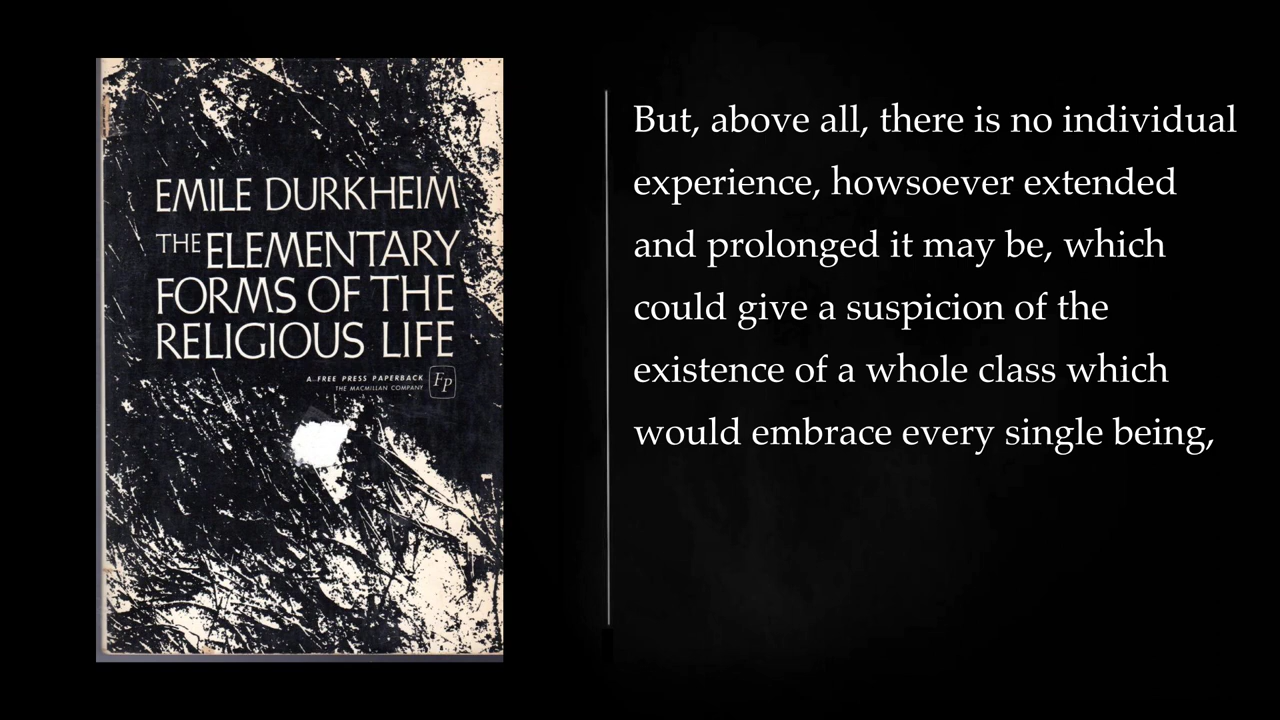 EMILE DURKHEIM
THE ELEMENTARY
FORMS OF THE
RELIGIOUS LIFE
A FREE PRESS PAPERBACK
THE MACMILLAN COMPANY
Fp
But, above all, there is no individual
experience, howsoever extended
and prolonged it may be, which
could give a suspicion of the
existence of a whole class which
would embrace every single being,